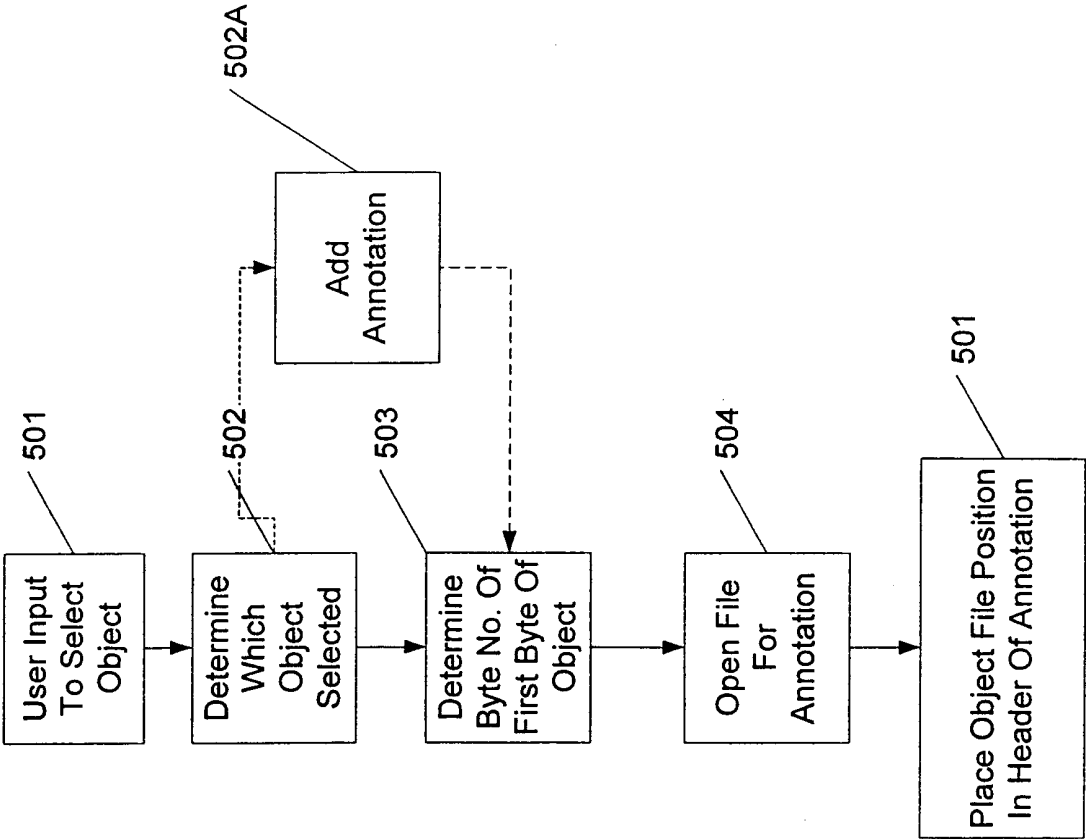 User Input
To Select
Object
501
Determine
Which
Object
Selected
502
Add
Annotation
502A
Determine
Byte No. Of
First Byte Of
Object
503
Open File
For
Annotation
504
Place Object File Position
In Header Of Annotation
501